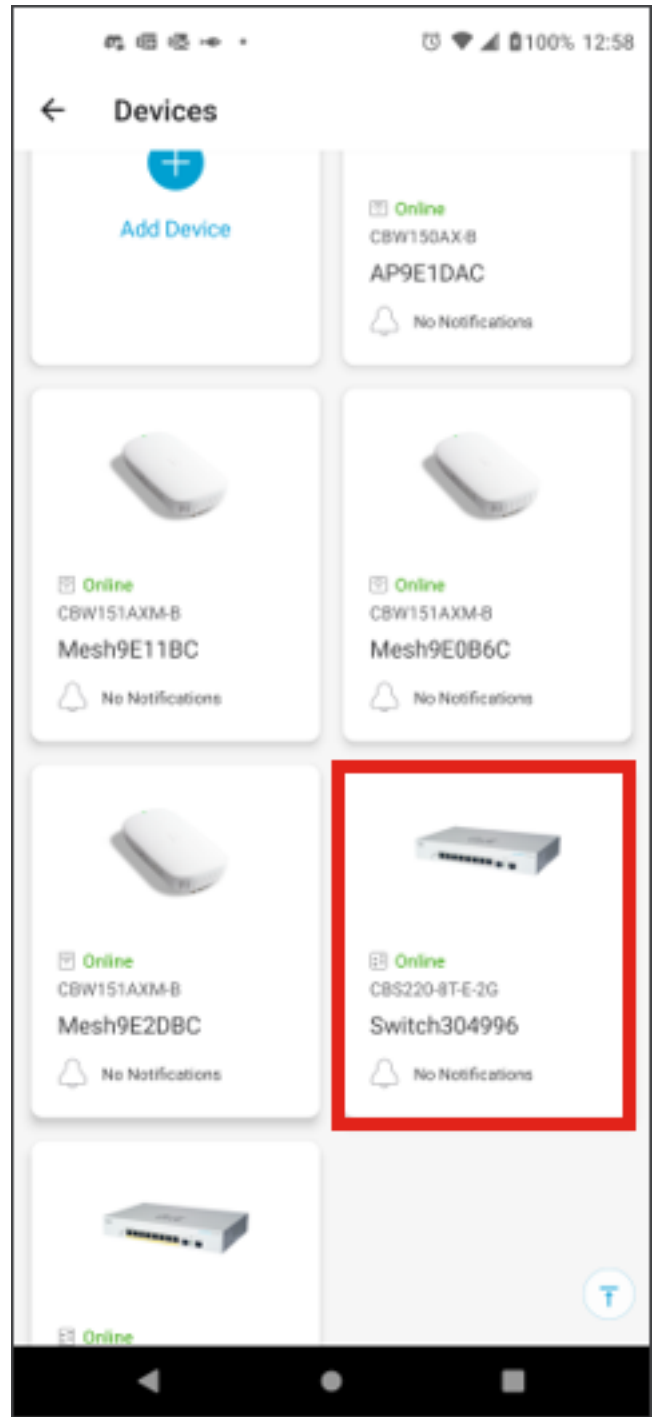 100% 12:58
Devices
Add Device
Online
CBW150AX-B
AP9E1DAC
No Notifications
Online
CBW151AXM-B
Mesh9E11BC
No Notifications
Online
CBW151AXM-B
Mesh9E0B6C
No Notifications
Online
CBW151AXM-B
Mesh9E2DBC
No Notifications
Online
CBS220-8T-E-2G
Switch304996
No Notifications
Online